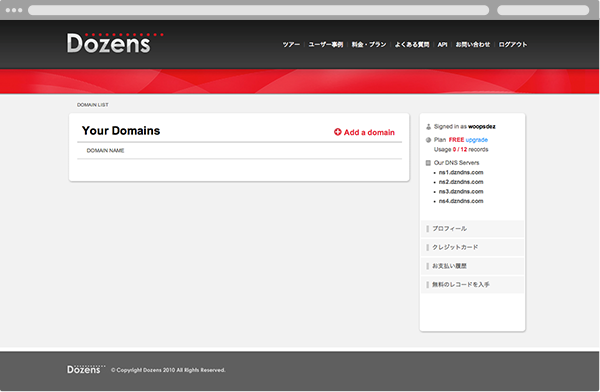 Dozens
ツアー ユーザー事例 料金・プラン よくある質問 API お問い合わせ ログアウト
DOMAIN LIST
Your Domains
Add a domain
DOMAIN NAME
Signed in as woopsdez
Plan FREE upgrade
Usage 0 / 12 records
Our DNS Servers
ns1.dzndns.com
ns2.dzndns.com
ns3.dzndns.com
ns4.dzndns.com
プロフィール
クレジットカード
お支払い履歴
無料のレコードを入手
Dozens © Copyright Dozens 2010 All Rights Reserved.